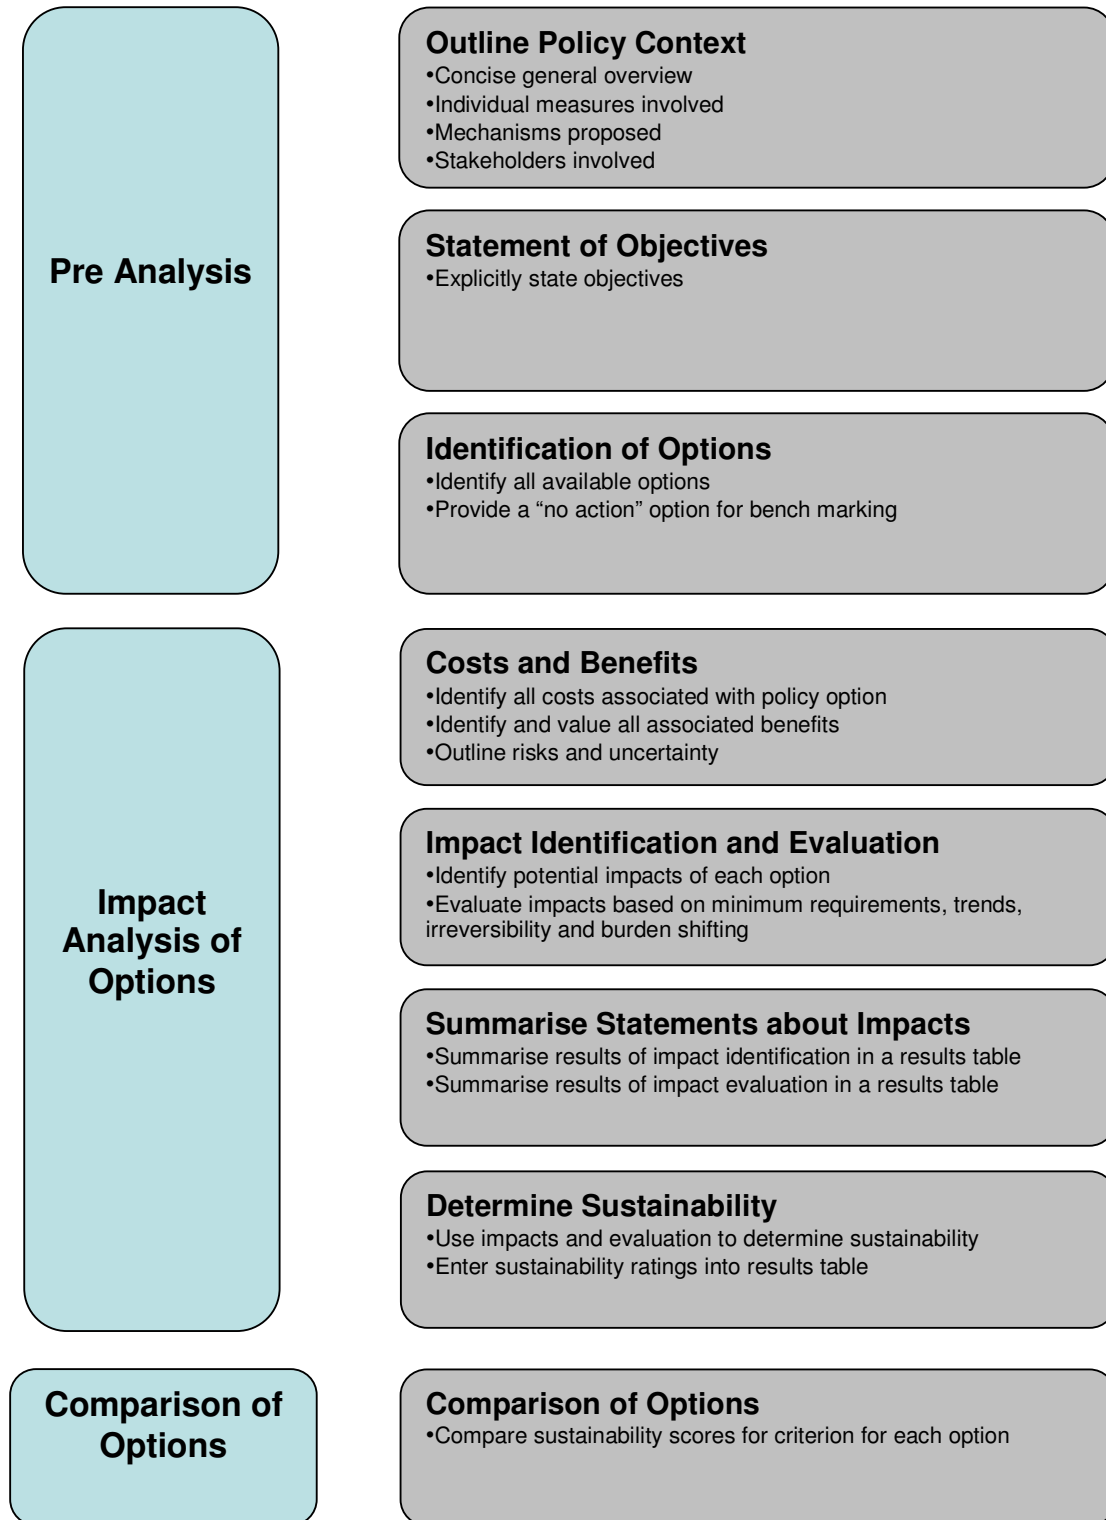 Pre Analysis
Outline Policy Context
•Concise general overview
•Individual measures involved
•Mechanisms proposed
•Stakeholders involved
Statement of Objectives
•Explicitly state objectives
Identification of Options
•Identify all available options
•Provide a “no action” option for bench marking
Impact
Analysis of
Options
Costs and Benefits
•Identify all costs associated with policy option
•Identify and value all associated benefits
•Outline risks and uncertainty
Impact Identification and Evaluation
•Identify potential impacts of each option
•Evaluate impacts based on minimum requirements, trends,
irreversibility and burden shifting
Summarise Statements about Impacts
•Summarise results of impact identification in a results table
•Summarise results of impact evaluation in a results table
Determine Sustainability
•Use impacts and evaluation to determine sustainability
•Enter sustainability ratings into results table
Comparison of
Options
Comparison of Options
•Compare sustainability scores for criterion for each option